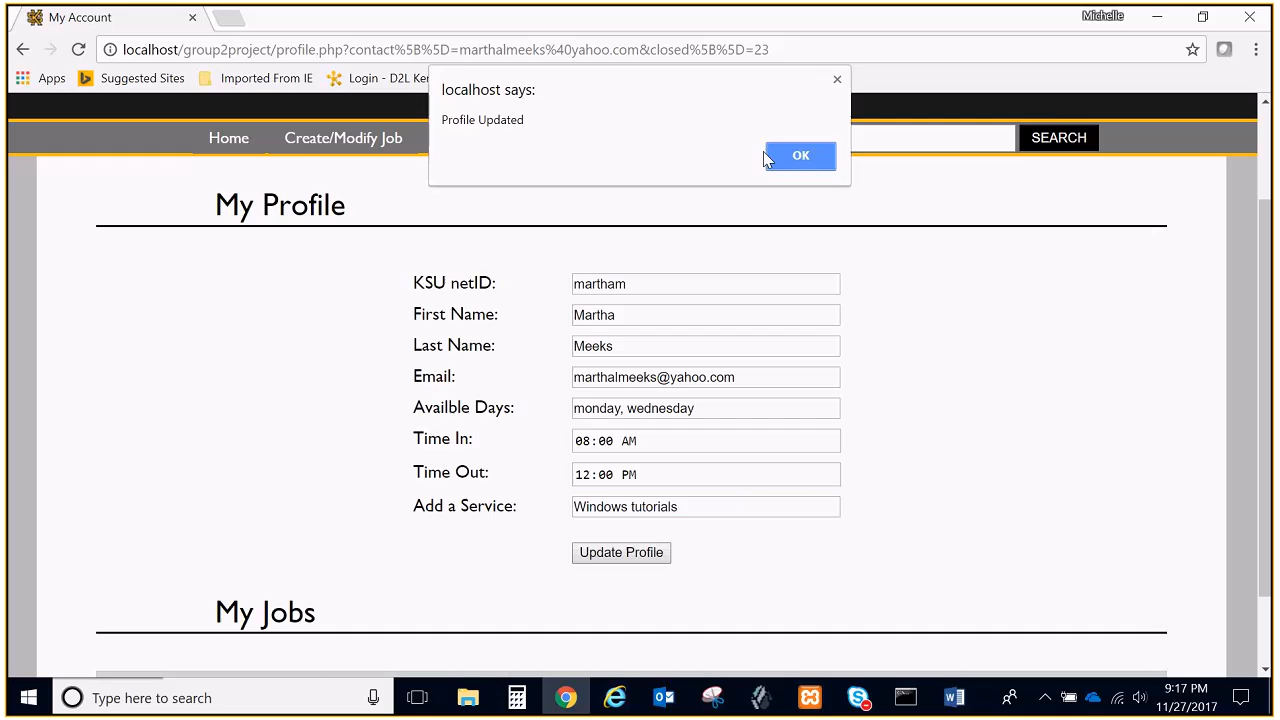 My Account
Michelle
localhost/group2project/profile.php?contact%5B%5D=marthalmeeks%40yahoo.com&closed%5B%5D=23
Apps
Suggested Sites
Imported From IE
Login - D2L Ker
localhost says:
Profile Updated
OK
Home
Create/Modify Job
SEARCH
My Profile
KSU netID: martham
First Name: Martha
Last Name: Meeks
Email: marthalmeeks@yahoo.com
Availble Days: monday, wednesday
Time In: 08:00 AM
Time Out: 12:00 PM
Add a Service: Windows tutorials
Update Profile
My Jobs
Type here to search
9:17 PM
11/27/2017